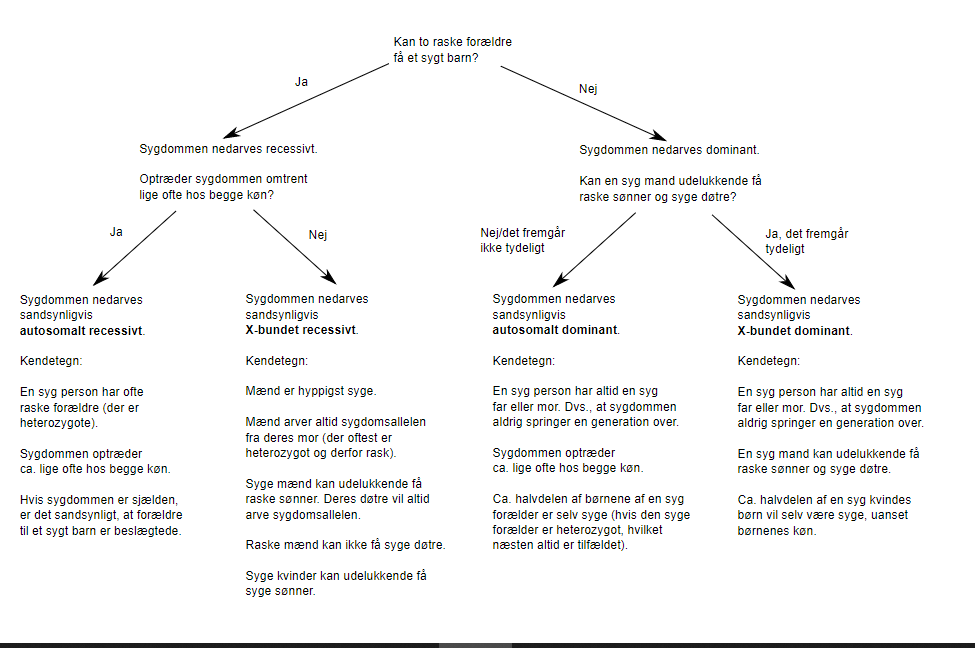 Kan to raske forældre
få et sygt barn?
Ja
Nej
Sygdommen nedarves recessivt.
Optræder sygdommen omtrent
lige ofte hos begge køn?
Sygdommen nedarves dominant.
Kan en syg mand udelukkende få
raske sønner og syge døtre?
Ja
Nej
Nej/det fremgår
ikke tydeligt
Ja, det fremgår
tydeligt
Sygdommen nedarves
sandsynligvis
autosomalt recessivt.
Kendetegn:
En syg person har ofte
raske forældre (der er
heterozygote).
Sygdommen optræder
ca. lige ofte hos begge køn.
Hvis sygdommen er sjælden,
er det sandsynligt, at forældre
til et sygt barn er beslægtede.
Sygdommen nedarves
sandsynligvis
X-bundet recessivt.
Kendetegn:
Mænd er hyppigst syge.
Mænd arver altid sygdomsallelen
fra deres mor (der oftest er
heterozygot og derfor rask).
Syge mænd kan udelukkende få
raske sønner. Deres døtre vil altid
arve sygdomsallelen.
Raske mænd kan ikke få syge døtre.
Syge kvinder kan udelukkende få
syge sønner.
Sygdommen nedarves
sandsynligvis
autosomalt dominant.
Kendetegn:
En syg person har altid en syg
far eller mor. Dvs., at sygdommen
aldrig springer en generation over.
Sygdommen optræder
ca. lige ofte hos begge køn.
Ca. halvdelen af børnene af en syg
forælder er selv syge (hvis den syge
forælder er heterozygot, hvilket
næsten altid er tilfældet).
Sygdommen nedarves
sandsynligvis
X-bundet dominant.
Kendetegn:
En syg person har altid en syg
far eller mor. Dvs., at sygdommen
aldrig springer en generation over.
En syg mand kan udelukkende få
raske sønner og syge døtre.
Ca. halvdelen af en syg kvindes
børn vil selv være syge, uanset
børnenes køn.